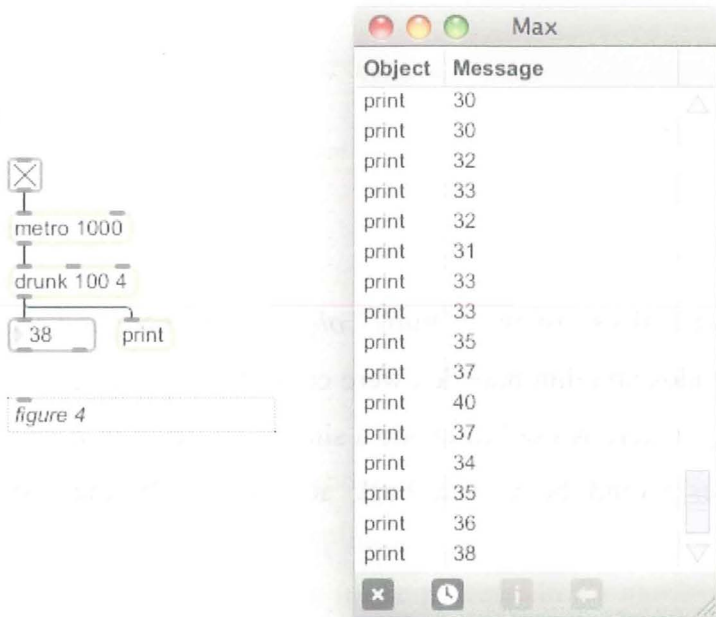 metro 1000
drunk 100 4
38
print
figure 4
Max
Object Message
print 30
print 30
print 32
print 33
print 32
print 31
print 33
print 33
print 35
print 37
print 40
print 37
print 34
print 35
print 36
print 38